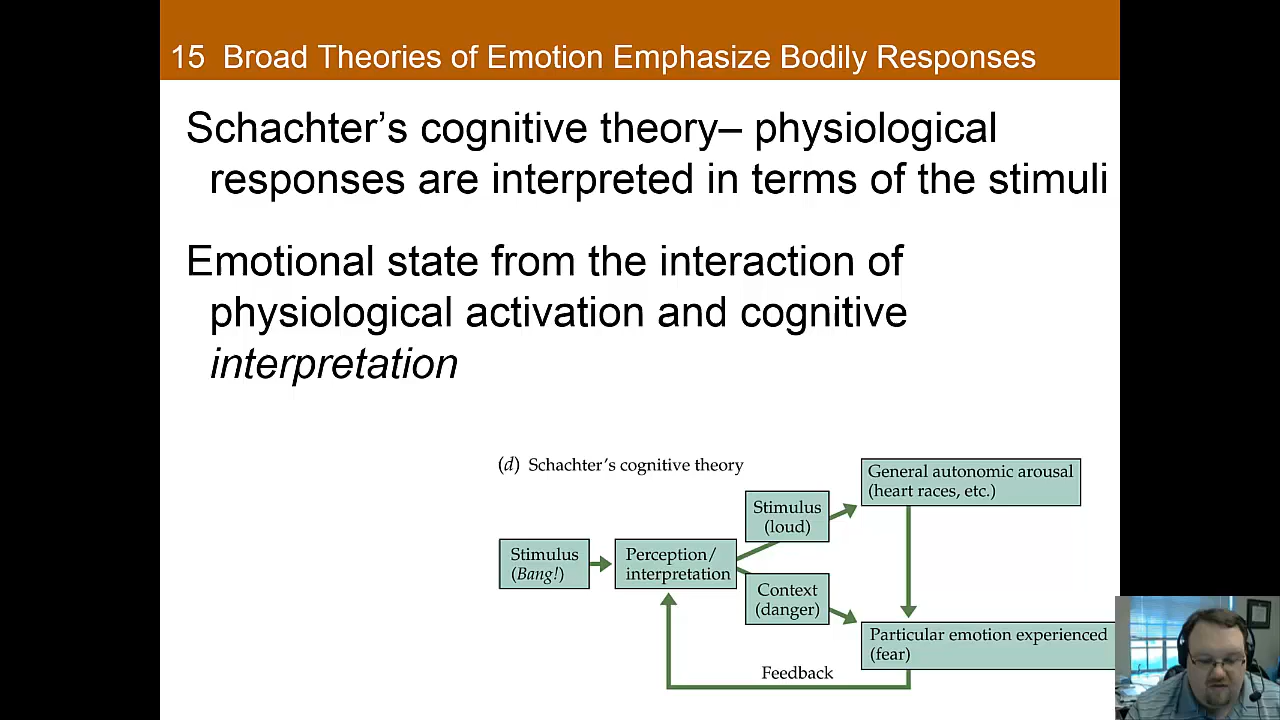 15 Broad Theories of Emotion Emphasize Bodily Responses
Schachter’s cognitive theory– physiological
responses are interpreted in terms of the stimuli
Emotional state from the interaction of
physiological activation and cognitive
interpretation
(d) Schachter’s cognitive theory
Stimulus
(Bang!)
Perception/
interpretation
Stimulus
(loud)
Context
(danger)
General autonomic arousal
(heart races, etc.)
Particular emotion experienced
(fear)
Feedback